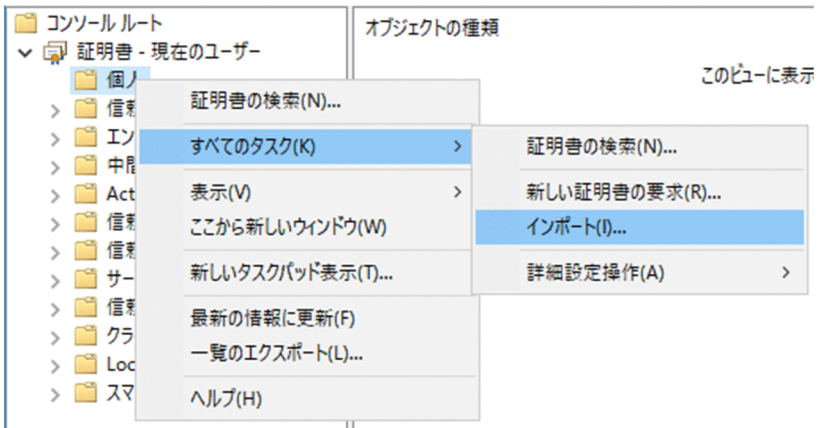 コンソール ルート
オブジェクトの種類
証明書 - 現在のユーザー
このビューに表示
個人
証明書の検索(N)...
すべてのタスク(K)
表示(V)
ここから新しいウィンドウ(W)
新しいタスクパッド表示(T)...
最新の情報に更新(F)
一覧のエクスポート(L)...
ヘルプ(H)
証明書の検索(N)...
新しい証明書の要求(R)...
インポート(I)...
詳細設定操作(A)
信頼
エン
中間
Act
信頼
信頼
サー
信頼
クラ
Loc
スマ